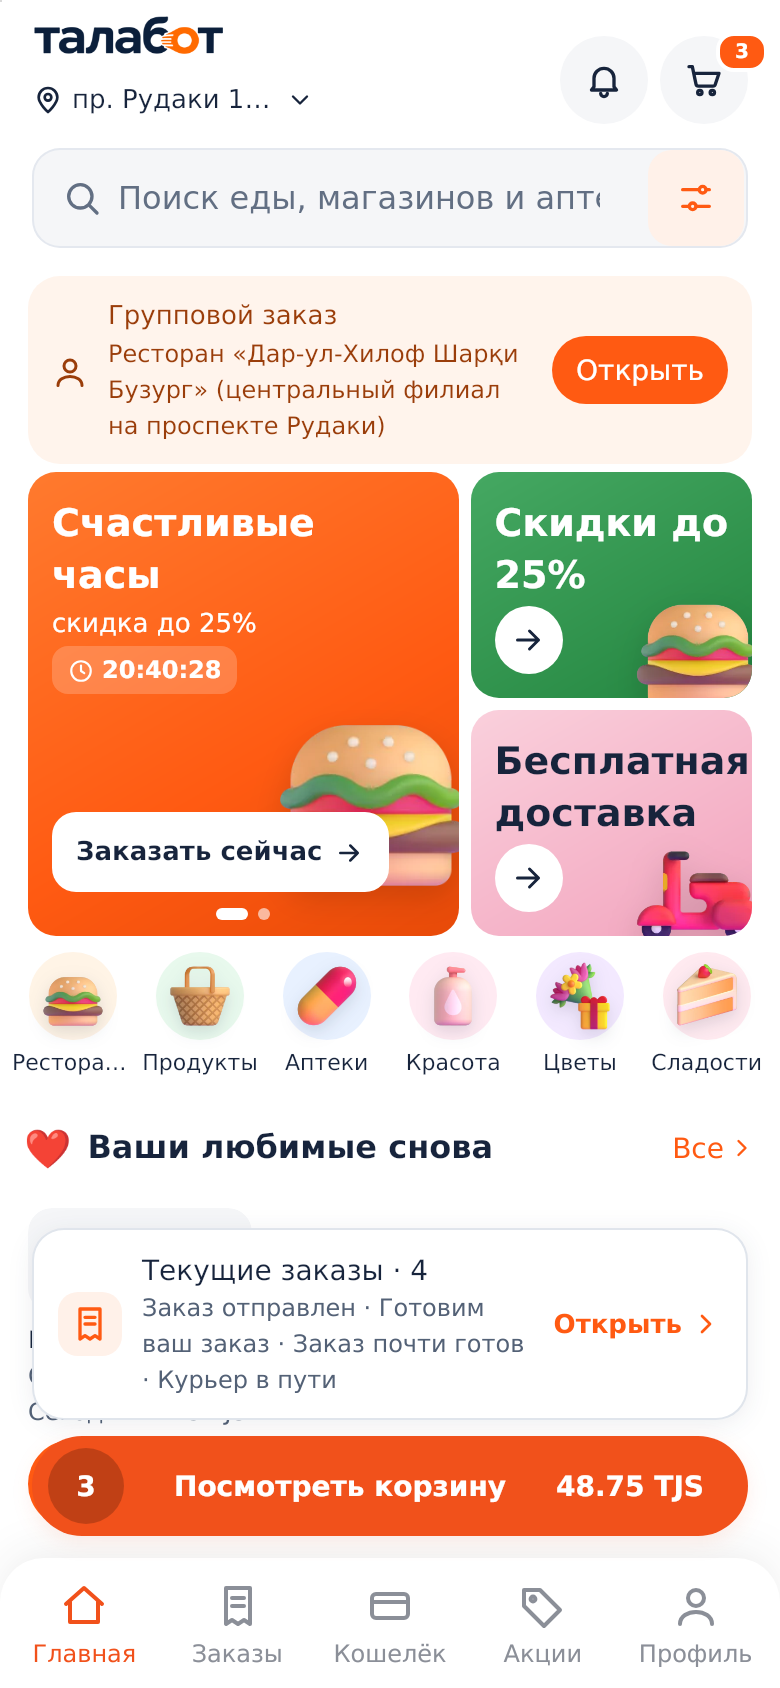 талабот
пр. Рудаки 1...
3
Поиск еды, магазинов и
Групповой заказ
Ресторан «Дар-ул-Хилоф Шарқи
Бузург» (центральный филиал
на проспекте Рудаки)
Открыть
Счастливые
часы
скидка до 25%
20:40:28
Заказать сейчас
Скидки до
25%
Бесплатная
доставка
Рестора...
Продукты
Аптеки
Красота
Цветы
Сладости
Ваши любимые снова
Все
Текущие заказы · 4
Заказ отправлен · Готовим
ваш заказ · Заказ почти готов
· Курьер в пути
Открыть
3
Посмотреть корзину
48.75 TJS
Главная
Заказы
Кошелёк
Акции
Профиль